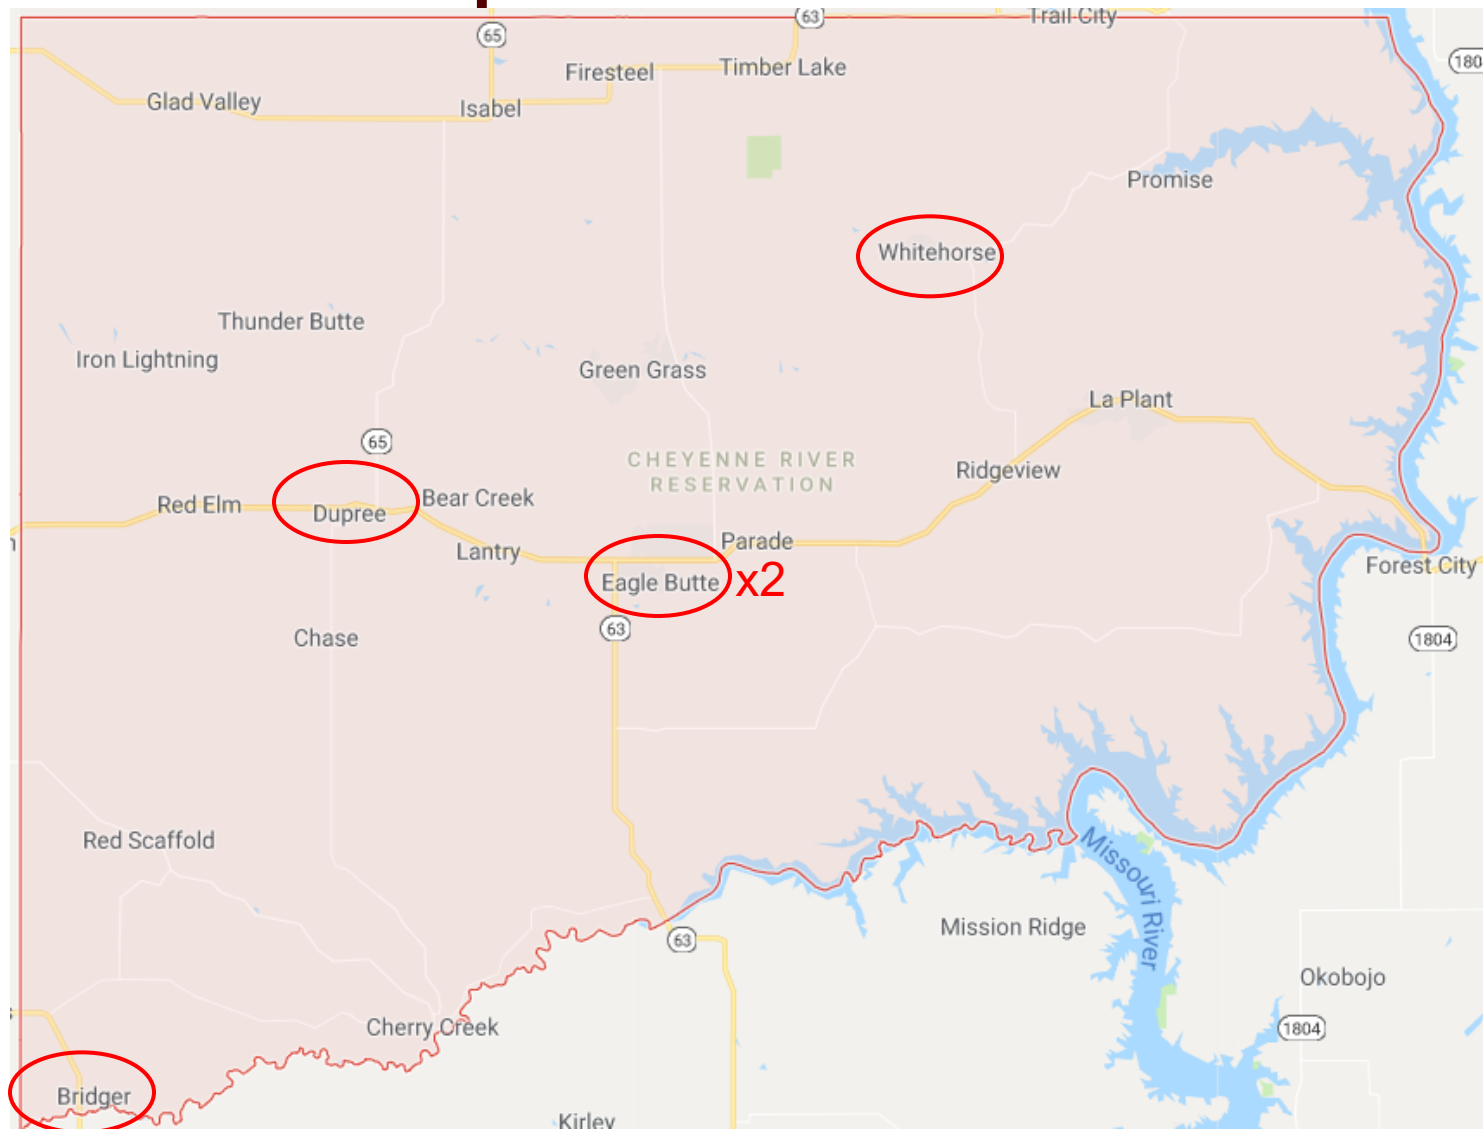 63
Trail City
65
180
Firesteel
Timber Lake
Glad Valley
Isabel
Promise
Whitehorse
Thunder Butte
Iron Lightning
Green Grass
La Plant
65
CHEYENNE RIVER
RESERVATION
Ridgeview
Red Elm
Dupree
Bear Creek
Lantry
Parade
Eagle Butte
x2
Forest City
63
Chase
1804
Red Scaffold
Missouri River
Mission Ridge
63
Okobojo
Cherry Creek
1804
Bridger
Kirley